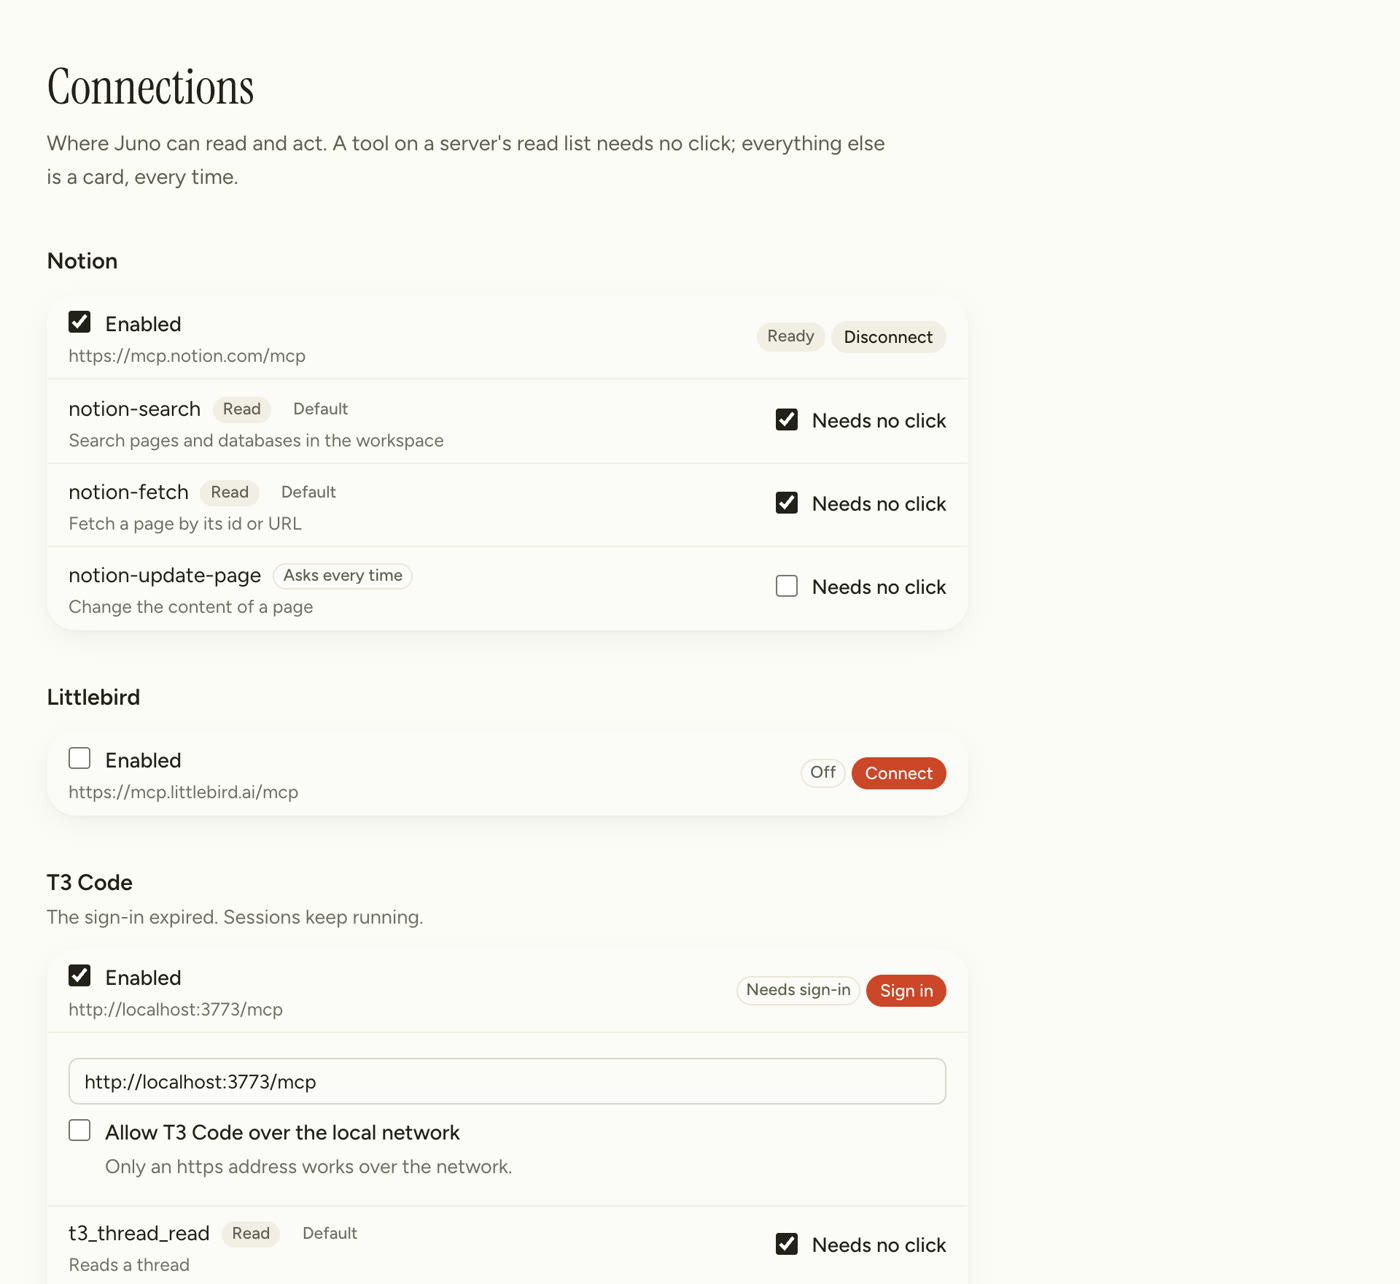 Connections
Where Juno can read and act. A tool on a server's read list needs no click; everything else
is a card, every time.
Notion
Enabled
https://mcp.notion.com/mcp
Ready
Disconnect
notion-search Read Default
Search pages and databases in the workspace
Needs no click
notion-fetch Read Default
Fetch a page by its id or URL
Needs no click
notion-update-page Asks every time
Change the content of a page
Needs no click
Littlebird
Enabled
https://mcp.littlebird.ai/mcp
Off
Connect
T3 Code
The sign-in expired. Sessions keep running.
Enabled
http://localhost:3773/mcp
Needs sign-in
Sign in
http://localhost:3773/mcp
Allow T3 Code over the local network
Only an https address works over the network.
t3_thread_read Read Default
Reads a thread
Needs no click